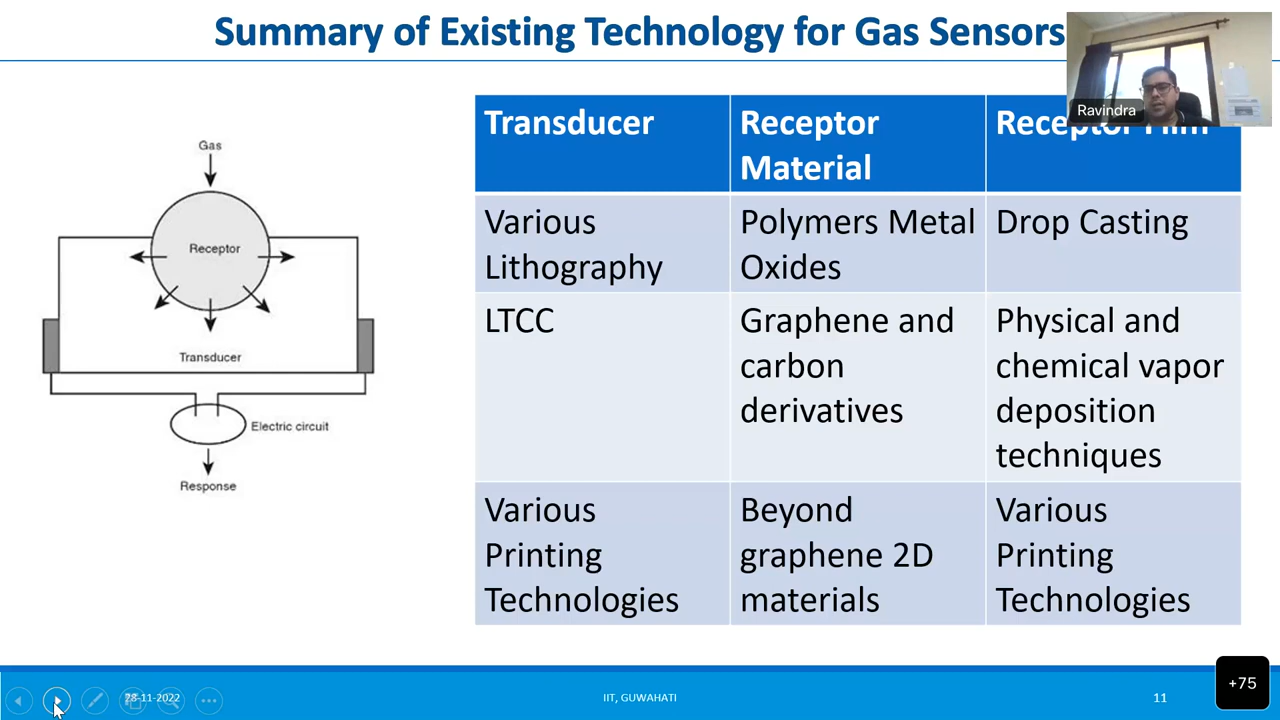 Summary of Existing Technology for Gas Sensors
Ravindra
Gas
Receptor
Transducer
Electric circuit
Response
Transducer
Receptor
Material
Receptor
Various
Lithography
Polymers Metal
Oxides
Drop Casting
LTCC
Graphene and
carbon
derivatives
Physical and
chemical vapor
deposition
techniques
Various
Printing
Technologies
Beyond
graphene 2D
materials
Various
Printing
Technologies
28-11-2022
IIT, GUWAHATI
11
+75